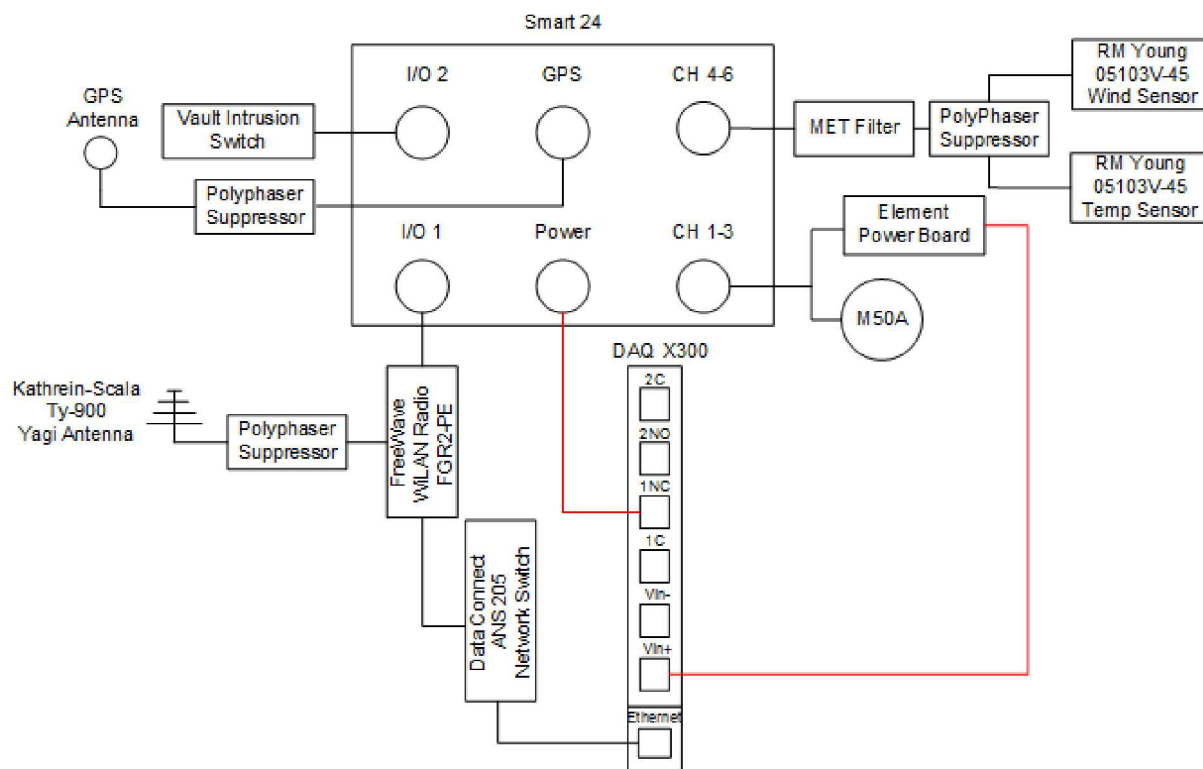 Smart 24
I/O 2
GPS
CH 4-6
GPS
Antenna
Vault Intrusion
Switch
Polyphaser
Suppressor
MET Filter
PolyPhaser
Suppressor
RM Young
05103V-45
Wind Sensor
RM Young
05103V-45
Temp Sensor
I/O 1
Power
CH 1-3
Element
Power Board
M50A
DAQ X300
2C
2NO
1NC
1C
Vin-
Vin+
Ethernet
Kathrein-Scala
Ty-900
Yagi Antenna
Polyphaser
Suppressor
FreeWave
WiLAN Radio
FGR2-PE
DataConnect
ANS 205
Network Switch